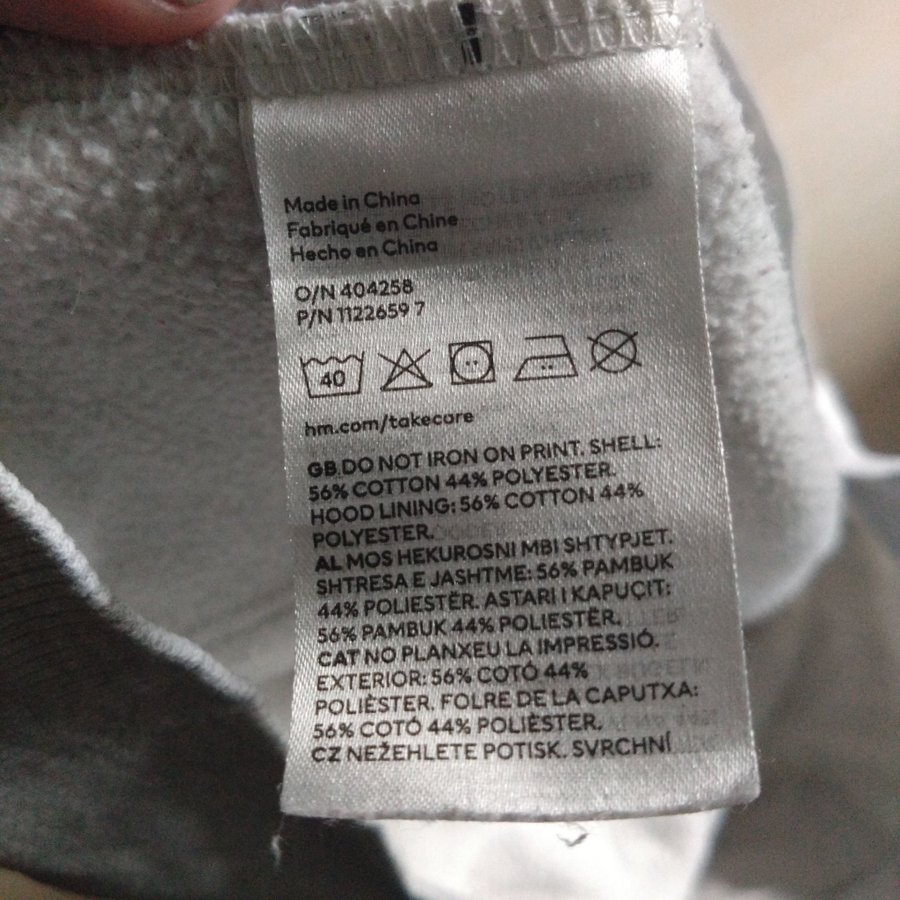 Made in China
Fabriqué en Chine
Hecho en China
O/N 404258
P/N 1122659 7
40
hm.com/takecare
GB DO NOT IRON ON PRINT. SHELL:
56% COTTON 44% POLYESTER.
HOOD LINING: 56% COTTON 44%
POLYESTER.
AL MOS HEKUROSNI MBI SHTYPJET.
SHTRESA E JASHTME: 56% PAMBUK
44% POLIESTËR. ASTARI I KAPUÇIT:
56% PAMBUK 44% POLIESTËR.
CAT NO PLANXEU LA IMPRESSIÓ.
EXTERIOR: 56% COTÓ 44%
POLIÈSTER. FOLRE DE LA CAPUTXA:
56% COTÓ 44% POLIÈSTER.
CZ NEŽEHLETE POTISK. SVRCHNÍ